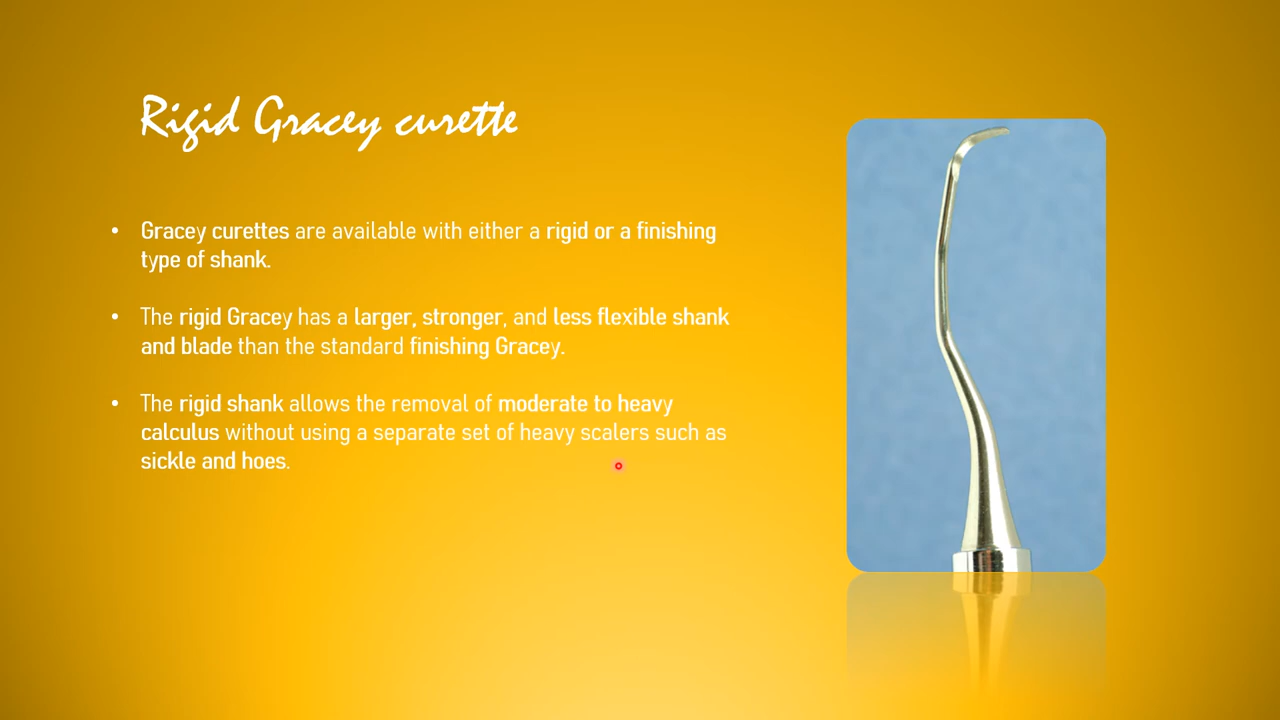 Rigid Gracey curette
• Gracey curettes are available with either a rigid or a finishing
type of shank.
• The rigid Gracey has a larger, stronger, and less flexible shank
and blade than the standard finishing Gracey.
• The rigid shank allows the removal of moderate to heavy
calculus without using a separate set of heavy scalers such as
sickle and hoes.